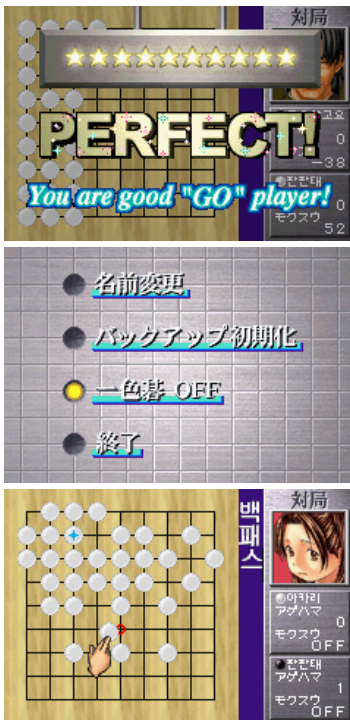 対局
PERFECT!
고요
0
-38
You are good "GO" player!
잔잔태
0
モクスウ
52
名前変更
バックアップ初期化
一色碁 OFF
終了
対局
백패스
아카리
アゲハマ
0
モクスウ
OFF
잔잔태
アゲハマ
1
モクスウ
OFF